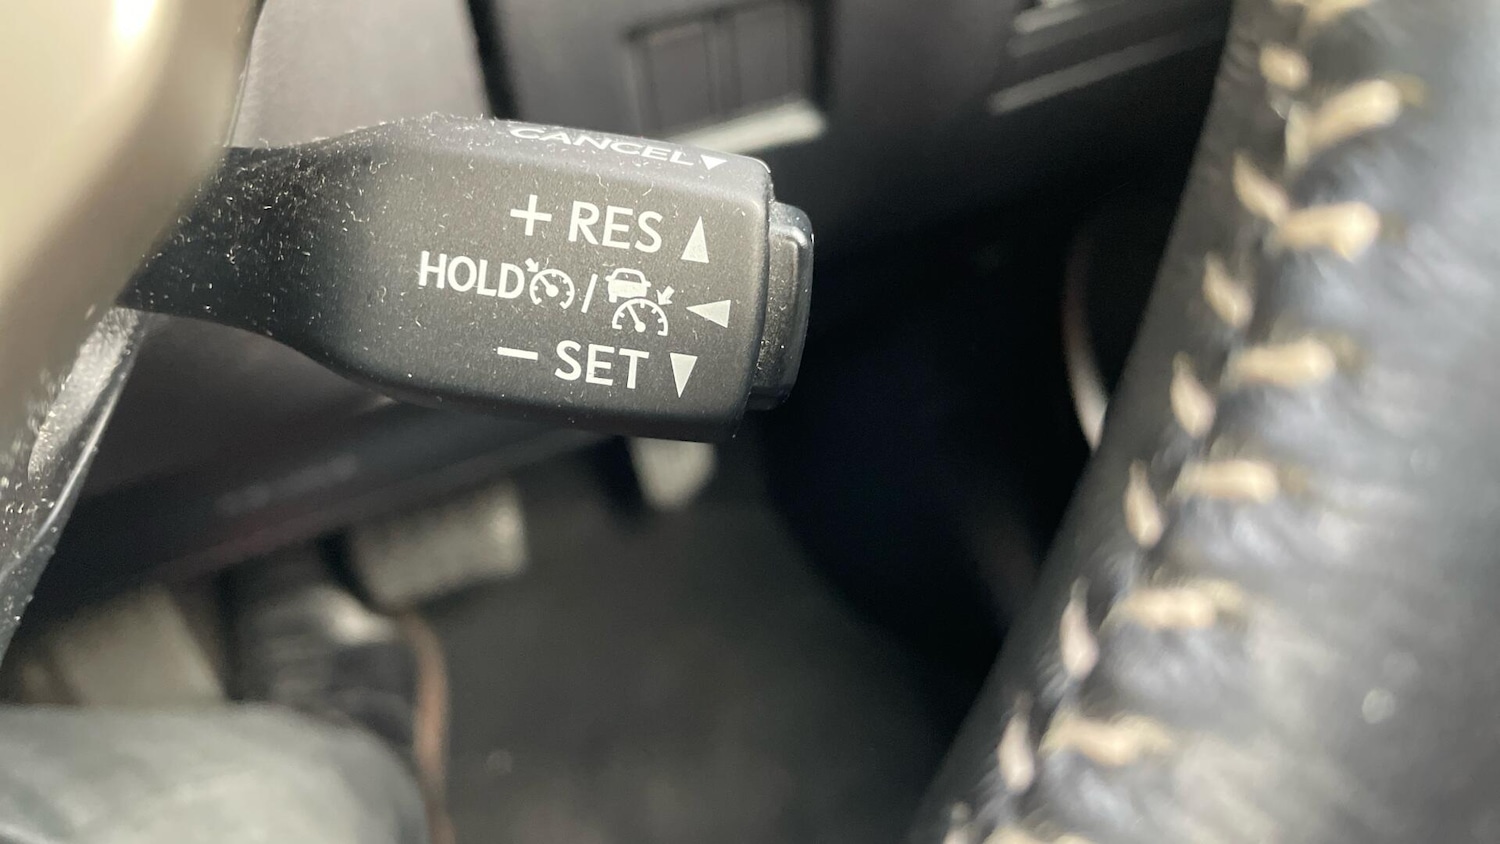 CANCEL
+ RES
HOLD /
- SET